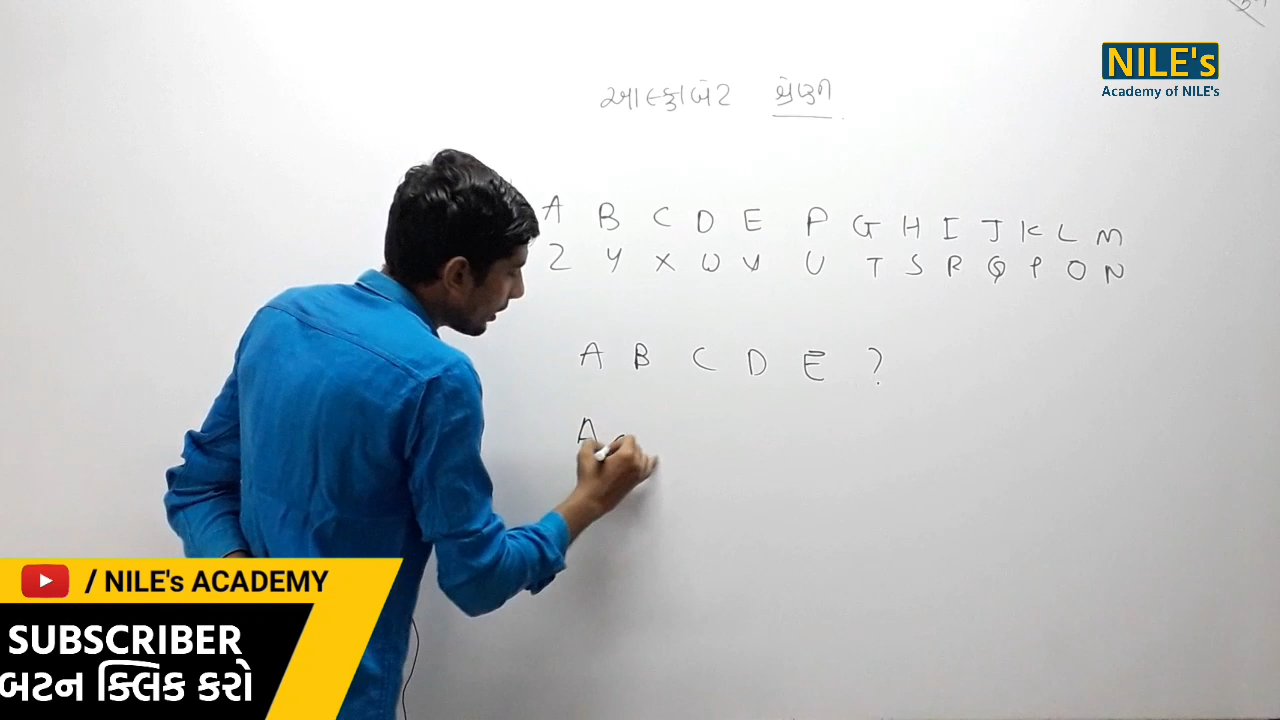 NILE's
Academy of NILE's
આલ્ફાબેટ શ્રેણી
A B C D E F G H I J K L M
Z Y X W V U T S R Q P O N
A B C D E ?
A
/ NILE's ACADEMY
SUBSCRIBER
બટન ક્લિક કરો